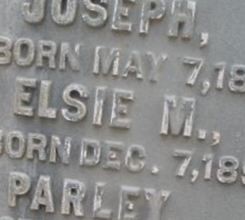 JOSEPH,
BORN MAY 7, 18
ELSIE M.,
BORN DEC. 7, 18
PARLEY